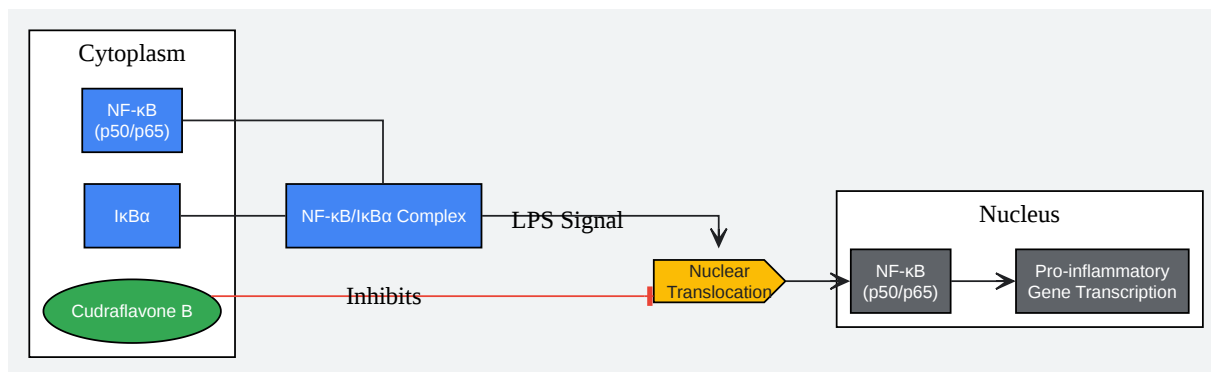 Cytoplasm
NF-κB
(p50/p65)
IκBα
NF-κB/IκBα Complex
LPS Signal
Cudraflavone B
Inhibits
Nuclear
Translocation
Nucleus
NF-κB
(p50/p65)
Pro-inflammatory
Gene Transcription